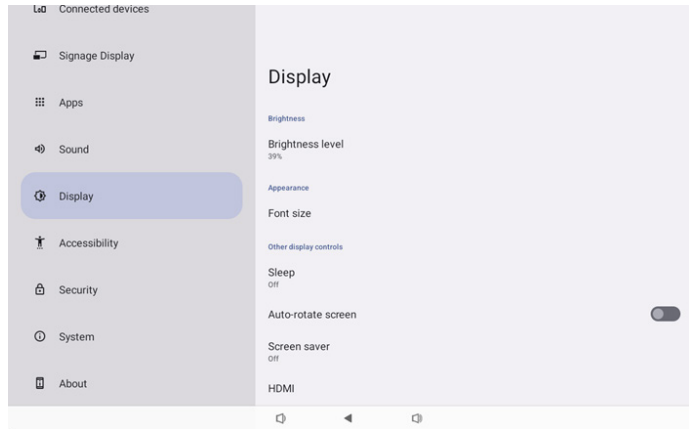 Connected devices
Signage Display
Apps
Sound
Display
Accessibility
Security
System
About
Display
Brightness
Brightness level
39%
Appearance
Font size
Other display controls
Sleep
Off
Auto-rotate screen
Screen saver
Off
HDMI